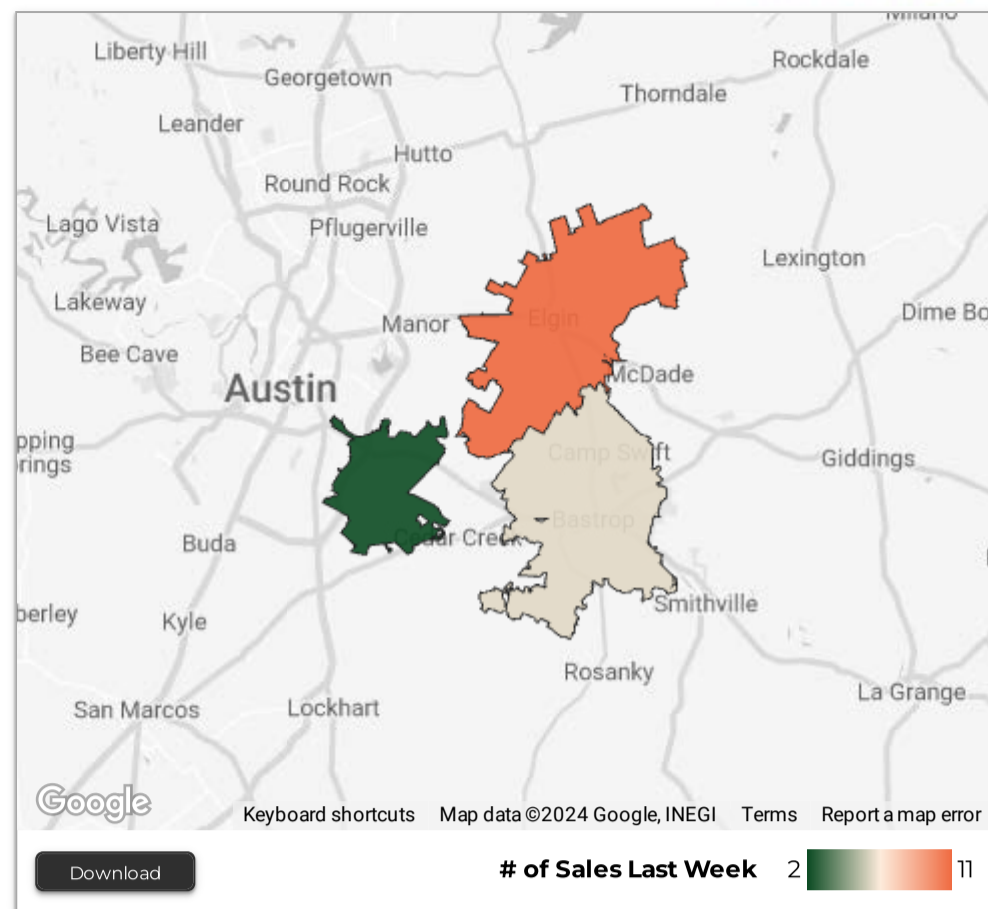 Milano
Liberty Hill
Rockdale
Georgetown
Thorndale
Leander
Hutto
Round Rock
Lago Vista
Pflugerville
Lexington
Lakeway
Elgin
Dime Bo
Manor
Bee Cave
McDade
Austin
pping
rings
Camp Swift
Giddings
Bastrop
Cedar Creek
Buda
Smithville
berley
Kyle
Rosanky
La Grange
San Marcos
Lockhart
Google
Keyboard shortcuts Map data ©2024 Google, INEGI Terms Report a map error
Download
# of Sales Last Week 2 11